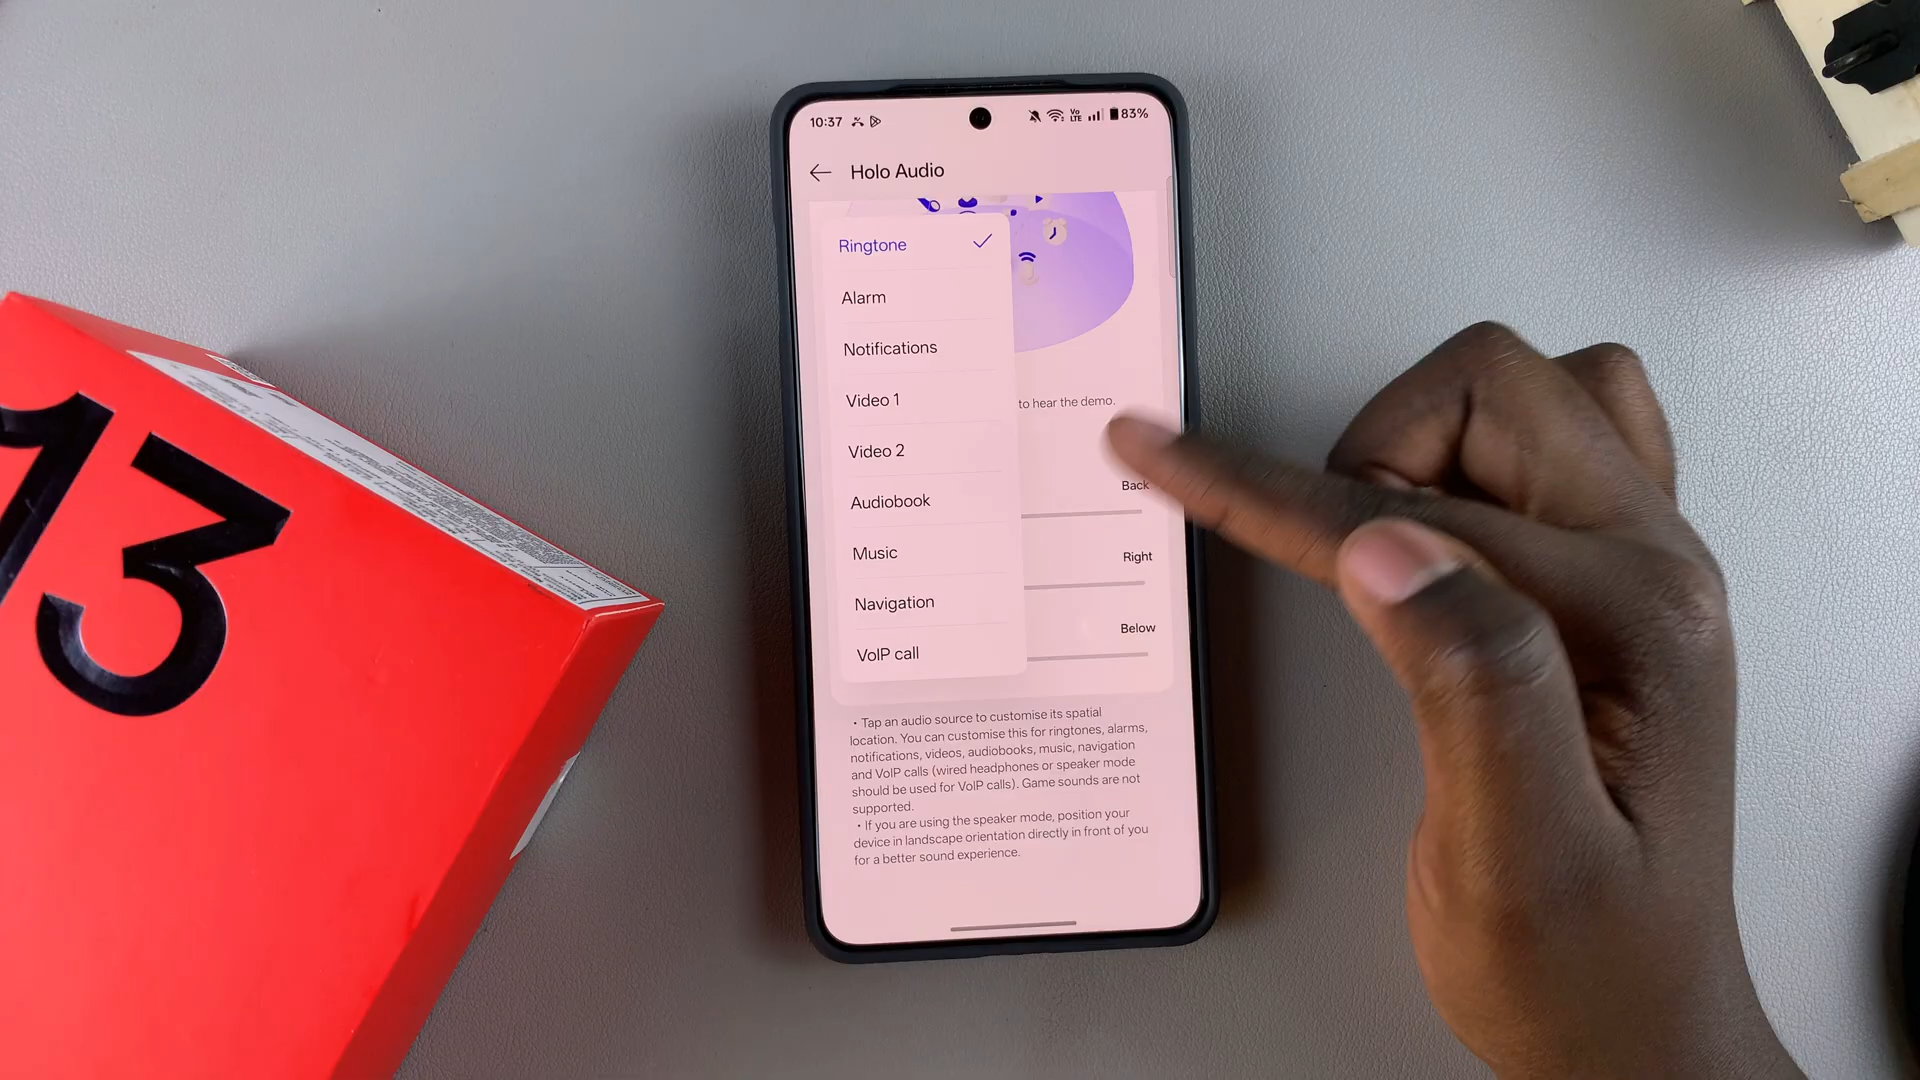 10:37
Vo
LTE
83%
Holo Audio
Ringtone
Alarm
Notifications
Video 1
to hear the demo.
Video 2
Back
Audiobook
Music
Right
Navigation
Below
VoIP call
• Tap an audio source to customise its spatial
location. You can customise this for ringtones, alarms,
notifications, videos, audiobooks, music, navigation
and VoIP calls (wired headphones or speaker mode
should be used for VoIP calls). Game sounds are not
supported.
• If you are using the speaker mode, position your
device in landscape orientation directly in front of you
for a better sound experience.
13